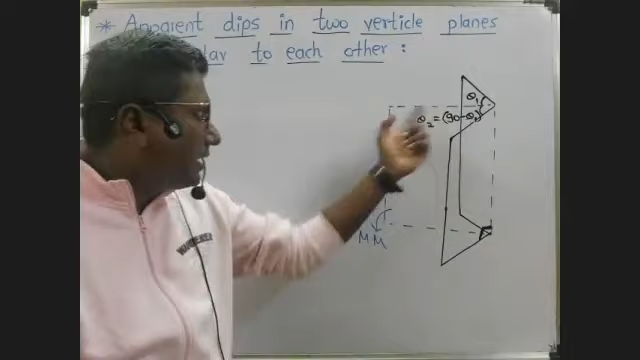 * Apparent dips in two verticle planes
to each other :
θ₁
θ₂ = (90-θ₁)
MM